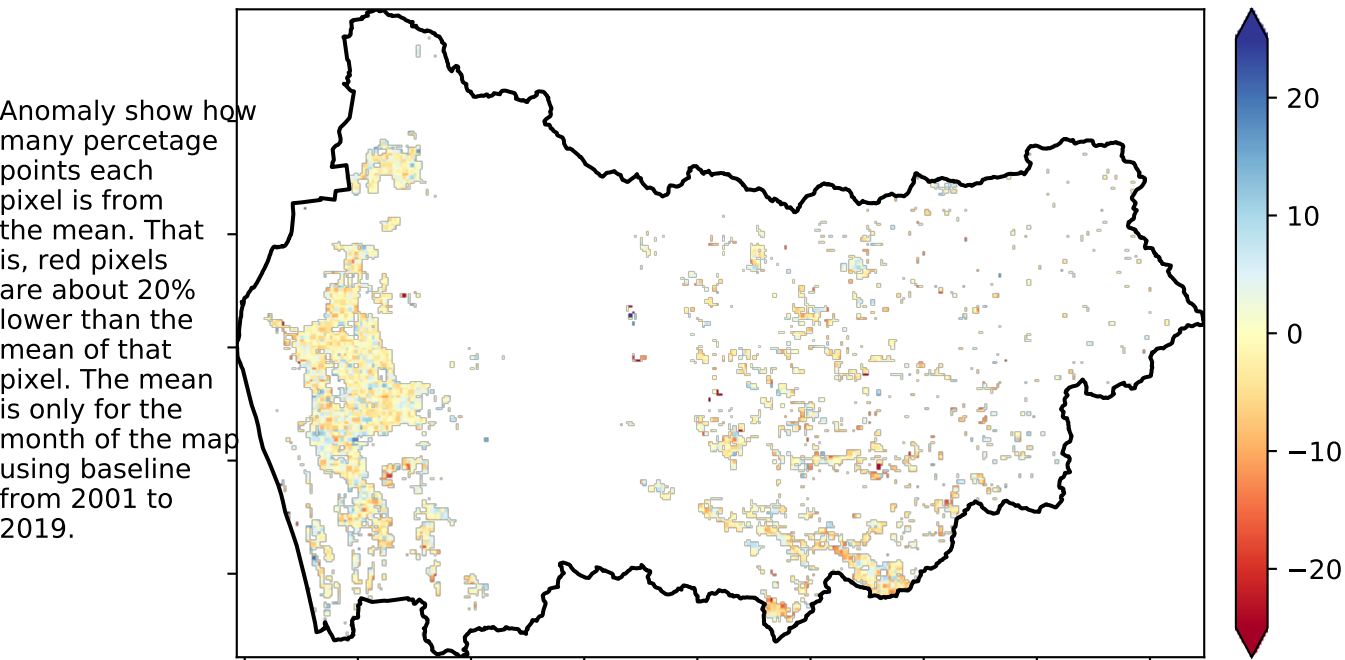 Anomaly show how
many percetage
points each
pixel is from
the mean. That
is, red pixels
are about 20%
lower than the
mean of that
pixel. The mean
is only for the
month of the map
using baseline
from 2001 to
2019.
20
10
0
−10
−20